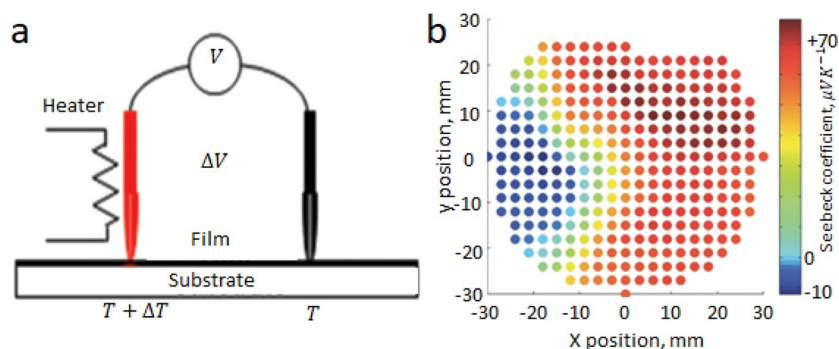 a
V
Heater
ΔV
Film
Substrate
T + ΔT
T
b
30
20
10
0
-10
-20
-30
y position, mm
-30 -20 -10 0 10 20 30
X position, mm
+70
0
-10
Seebeck coefficient, μVK⁻¹